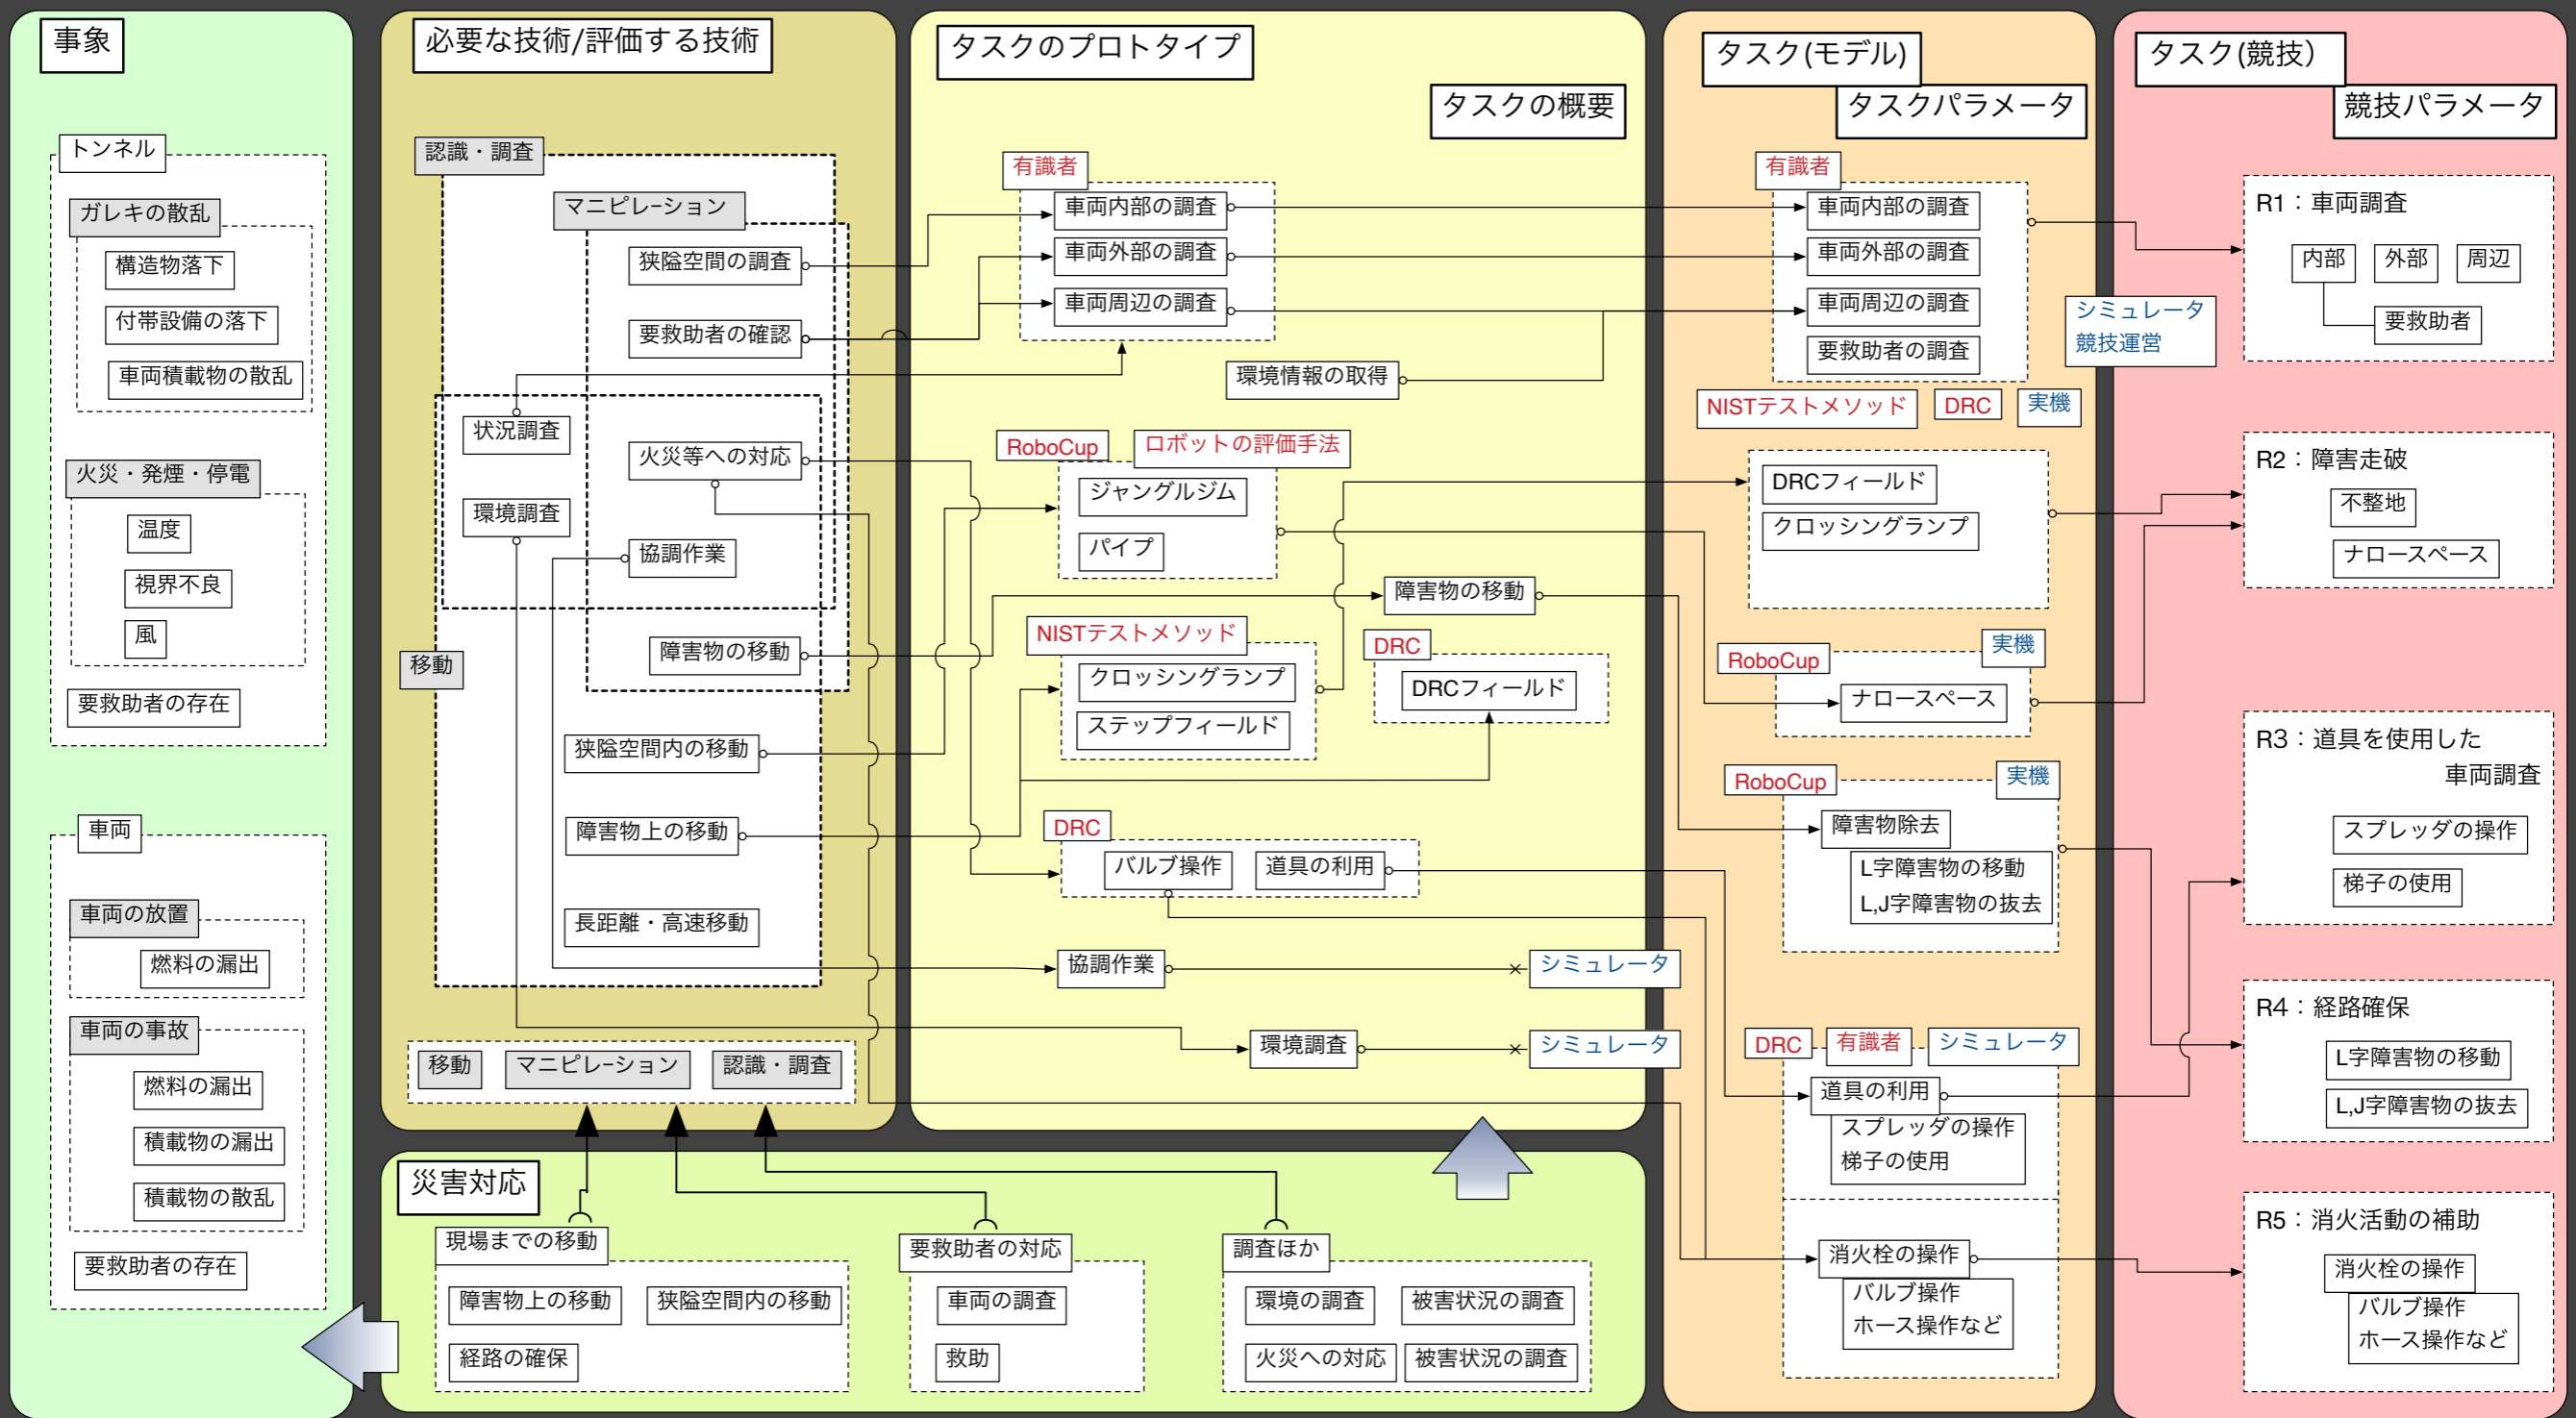 事象
トンネル
ガレキの散乱
構造物落下
付帯設備の落下
車両積載物の散乱
火災・発煙・停電
温度
視界不良
風
要救助者の存在
車両
車両の放置
燃料の漏出
車両の事故
燃料の漏出
積載物の漏出
積載物の散乱
要救助者の存在
必要な技術/評価する技術
認識・調査
マニピレーション
狭隘空間の調査
要救助者の確認
状況調査
火災等への対応
環境調査
協調作業
障害物の移動
移動
狭隘空間内の移動
障害物上の移動
長距離・高速移動
移動
マニピレーション
認識・調査
災害対応
現場までの移動
障害物上の移動
狭隘空間内の移動
経路の確保
要救助者の対応
車両の調査
救助
調査ほか
環境の調査
被害状況の調査
火災への対応
被害状況の調査
タスクのプロトタイプ
タスクの概要
有識者
車両内部の調査
車両外部の調査
車両周辺の調査
環境情報の取得
RoboCup
ロボットの評価手法
ジャングルジム
パイプ
障害物の移動
NISTテストメソッド
クロッシングランプ
ステップフィールド
DRC
DRCフィールド
DRC
バルブ操作
道具の利用
協調作業
シミュレータ
環境調査
シミュレータ
タスク(モデル)
タスクパラメータ
有識者
車両内部の調査
車両外部の調査
車両周辺の調査
要救助者の調査
シミュレータ
競技運営
NISTテストメソッド
DRC
実機
DRCフィールド
クロッシングランプ
RoboCup
実機
ナロースペース
RoboCup
実機
障害物除去
L字障害物の移動
L,J字障害物の抜去
DRC
有識者
シミュレータ
道具の利用
スプレッダの操作
梯子の使用
消火栓の操作
バルブ操作
ホース操作など
タスク(競技）
競技パラメータ
R1：車両調査
内部
外部
周辺
要救助者
R2：障害走破
不整地
ナロースペース
R3：道具を使用した
車両調査
スプレッダの操作
梯子の使用
R4：経路確保
L字障害物の移動
L,J字障害物の抜去
R5：消火活動の補助
消火栓の操作
バルブ操作
ホース操作など